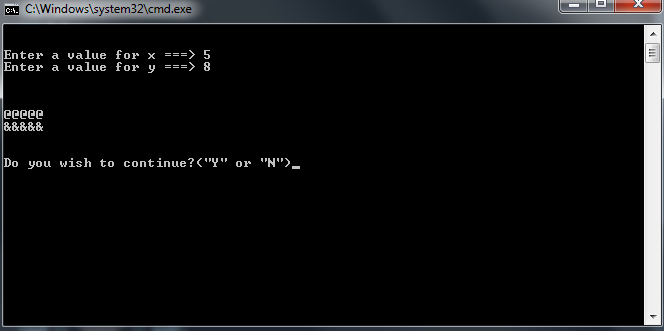 C:\Windows\system32\cmd.exe
Enter a value for x ===> 5
Enter a value for y ===> 8
@@@@@
&&&&&
Do you wish to continue?("Y" or "N")_